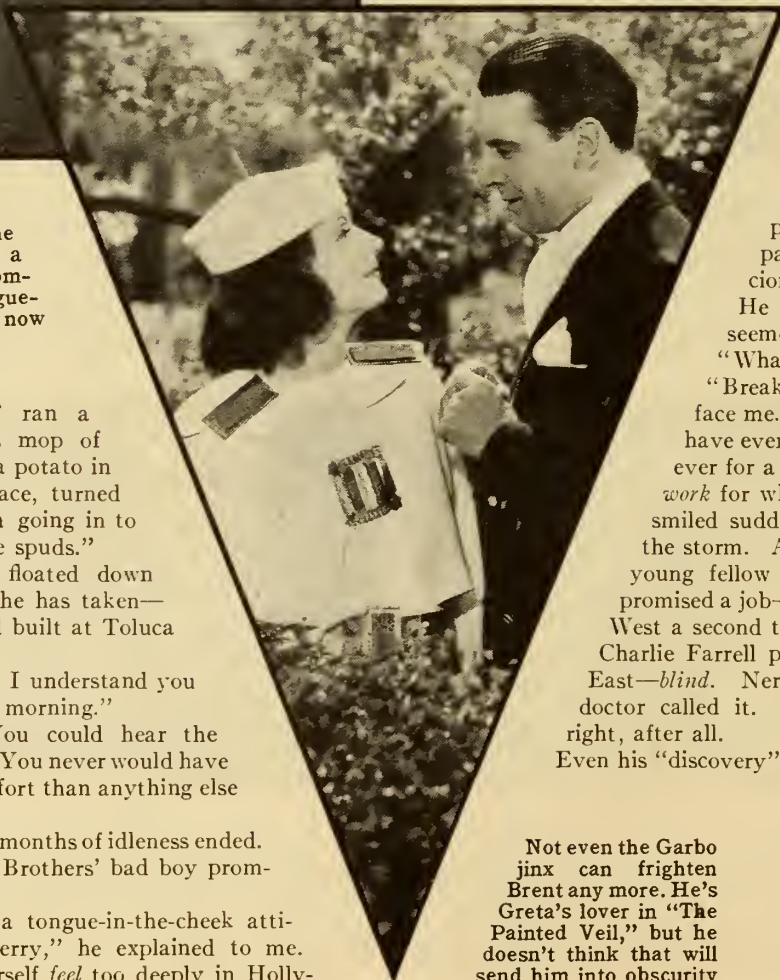 he
a
om-
gue-
now
ran a
mop of
a potato in
ace, turned
going in to
e spuds."
floated down
he has taken—
built at Toluca
I understand you
morning."
ou could hear the
You never would have
fort than anything else
months of idleness ended.
Brothers' bad boy prom-
a tongue-in-the-cheek atti-
erry," he explained to me.
rself feel too deeply in Holly-
p
pa
cio
He
seem-
"Wha
"Break
face me.
have ever
ever for a
work for wh
smiled sudd
the storm. A
young fellow
promised a job—
West a second t
Charlie Farrell p
East—blind. Ner
doctor called it.
right, after all.
Even his "discovery"
Not even the Garbo
jinx can frighten
Brent any more. He's
Greta's lover in "The
Painted Veil," but he
doesn't think that will
send him into obscurity